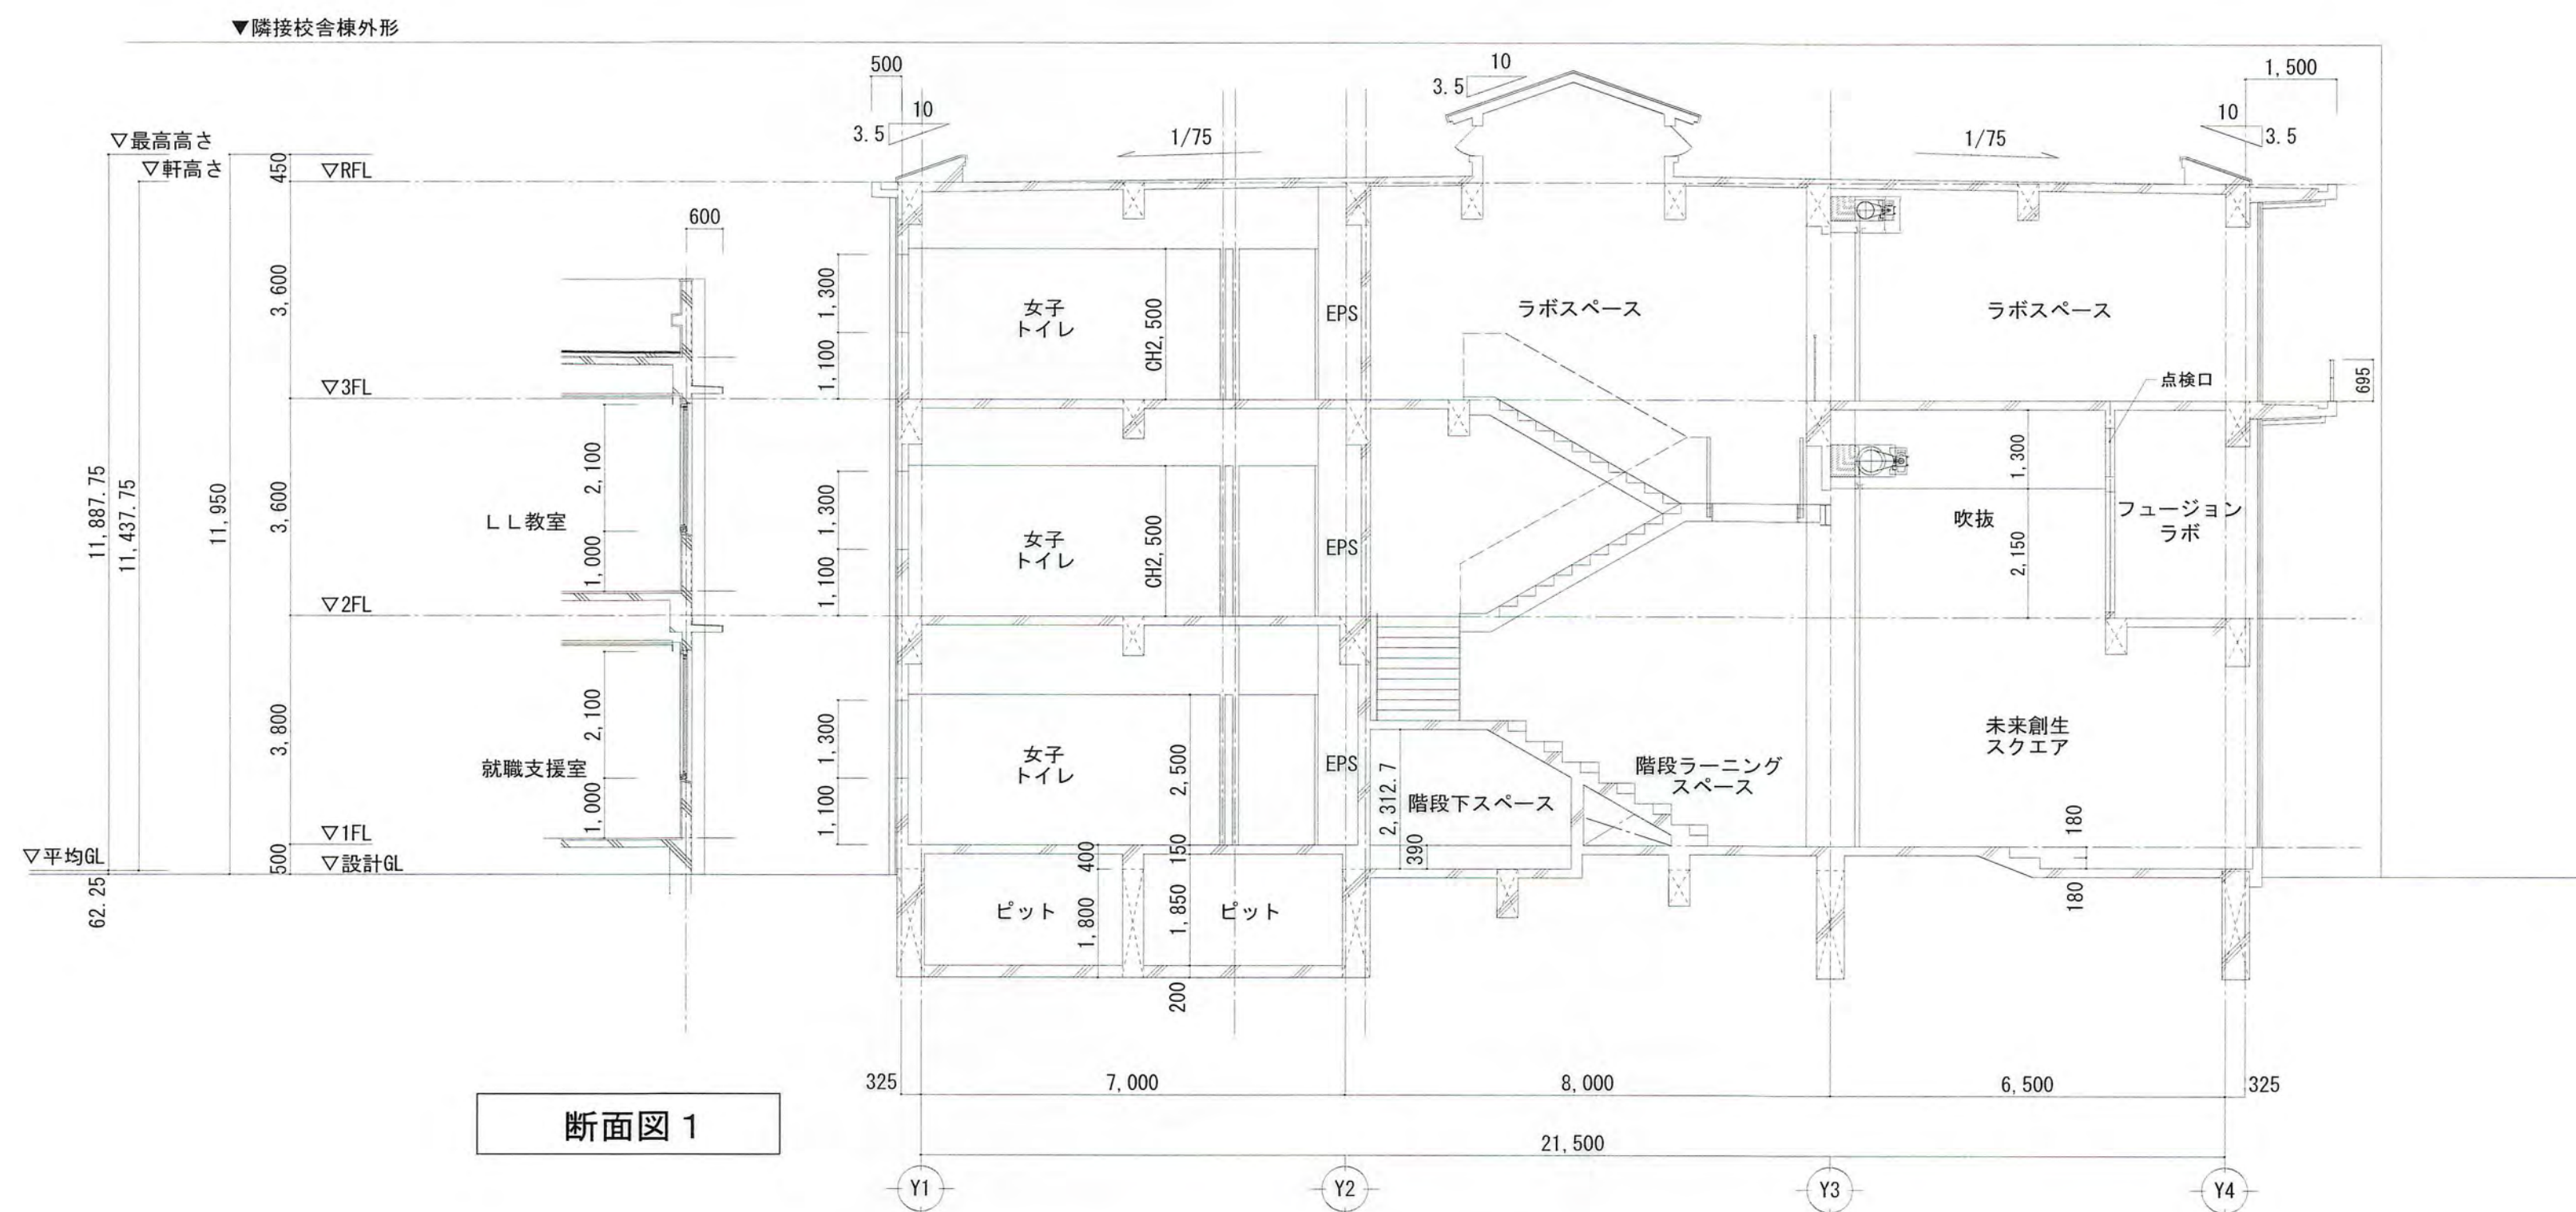 ▼隣接校舎棟外形
500
10
3.5
1/75
10
3.5
1/75
1,500
10
3.5
▽最高高さ
▽軒高さ
450
▽RFL
600
3,600
1,300
1,100
女子
トイレ
CH2,500
EPS
ラボスペース
ラボスペース
点検口
695
▽3FL
11,887.75
11,437.75
11,950
3,600
2,100
1,000
LL教室
1,300
1,100
女子
トイレ
CH2,500
EPS
1,300
2,150
吹抜
フュージョン
ラボ
▽2FL
3,800
2,100
1,000
就職支援室
1,300
1,100
女子
トイレ
2,500
EPS
2,312.7
390
階段下スペース
階段ラーニング
スペース
未来創生
スクエア
180
180
▽1FL
▽平均GL
500
▽設計GL
62.25
400
150
1,800
1,850
200
ピット
ピット
325
7,000
8,000
6,500
325
21,500
断面図1
Y1
Y2
Y3
Y4